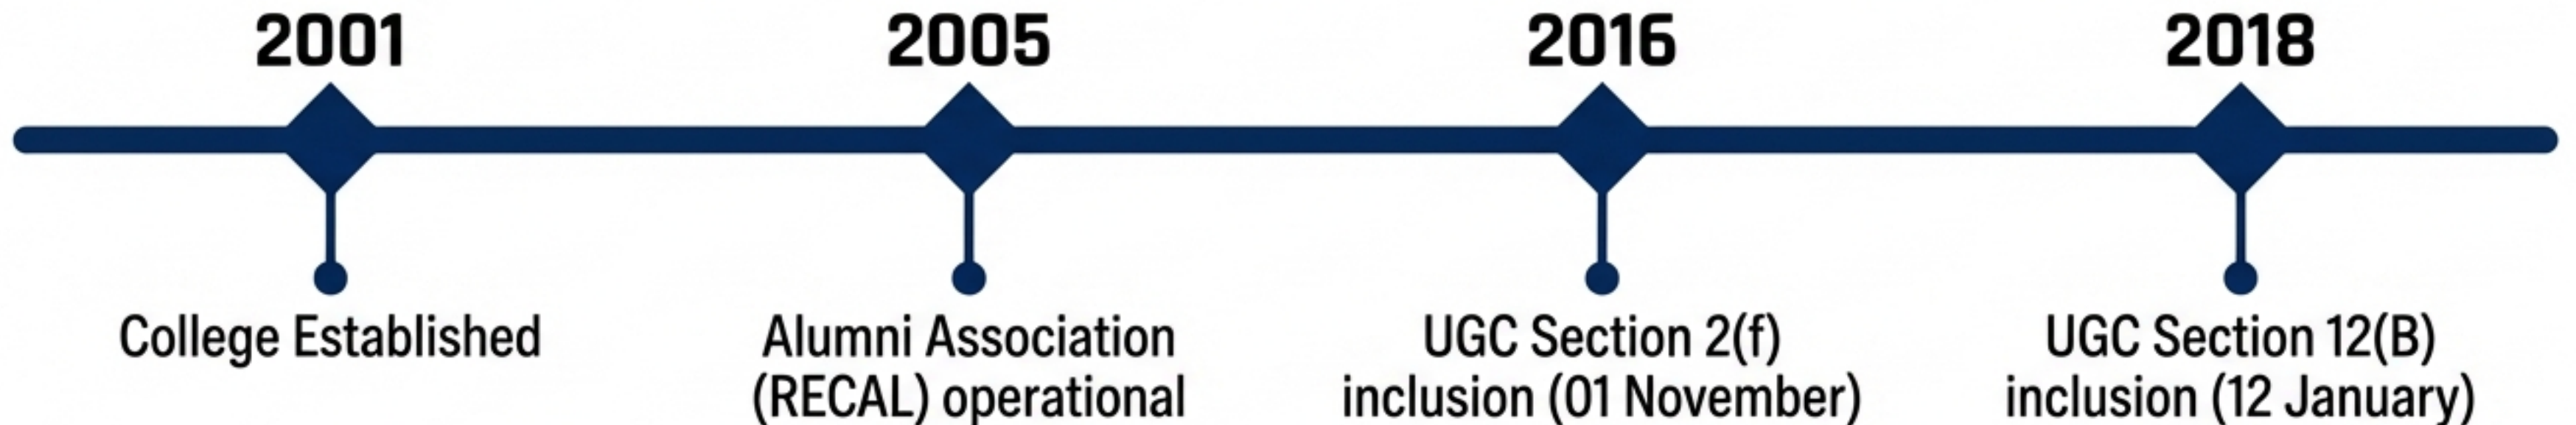 2001
College Established
2005
Alumni Association
(RECAL) operational
2016
UGC Section 2(f)
inclusion (01 November)
2018
UGC Section 12(B)
inclusion (12 January)